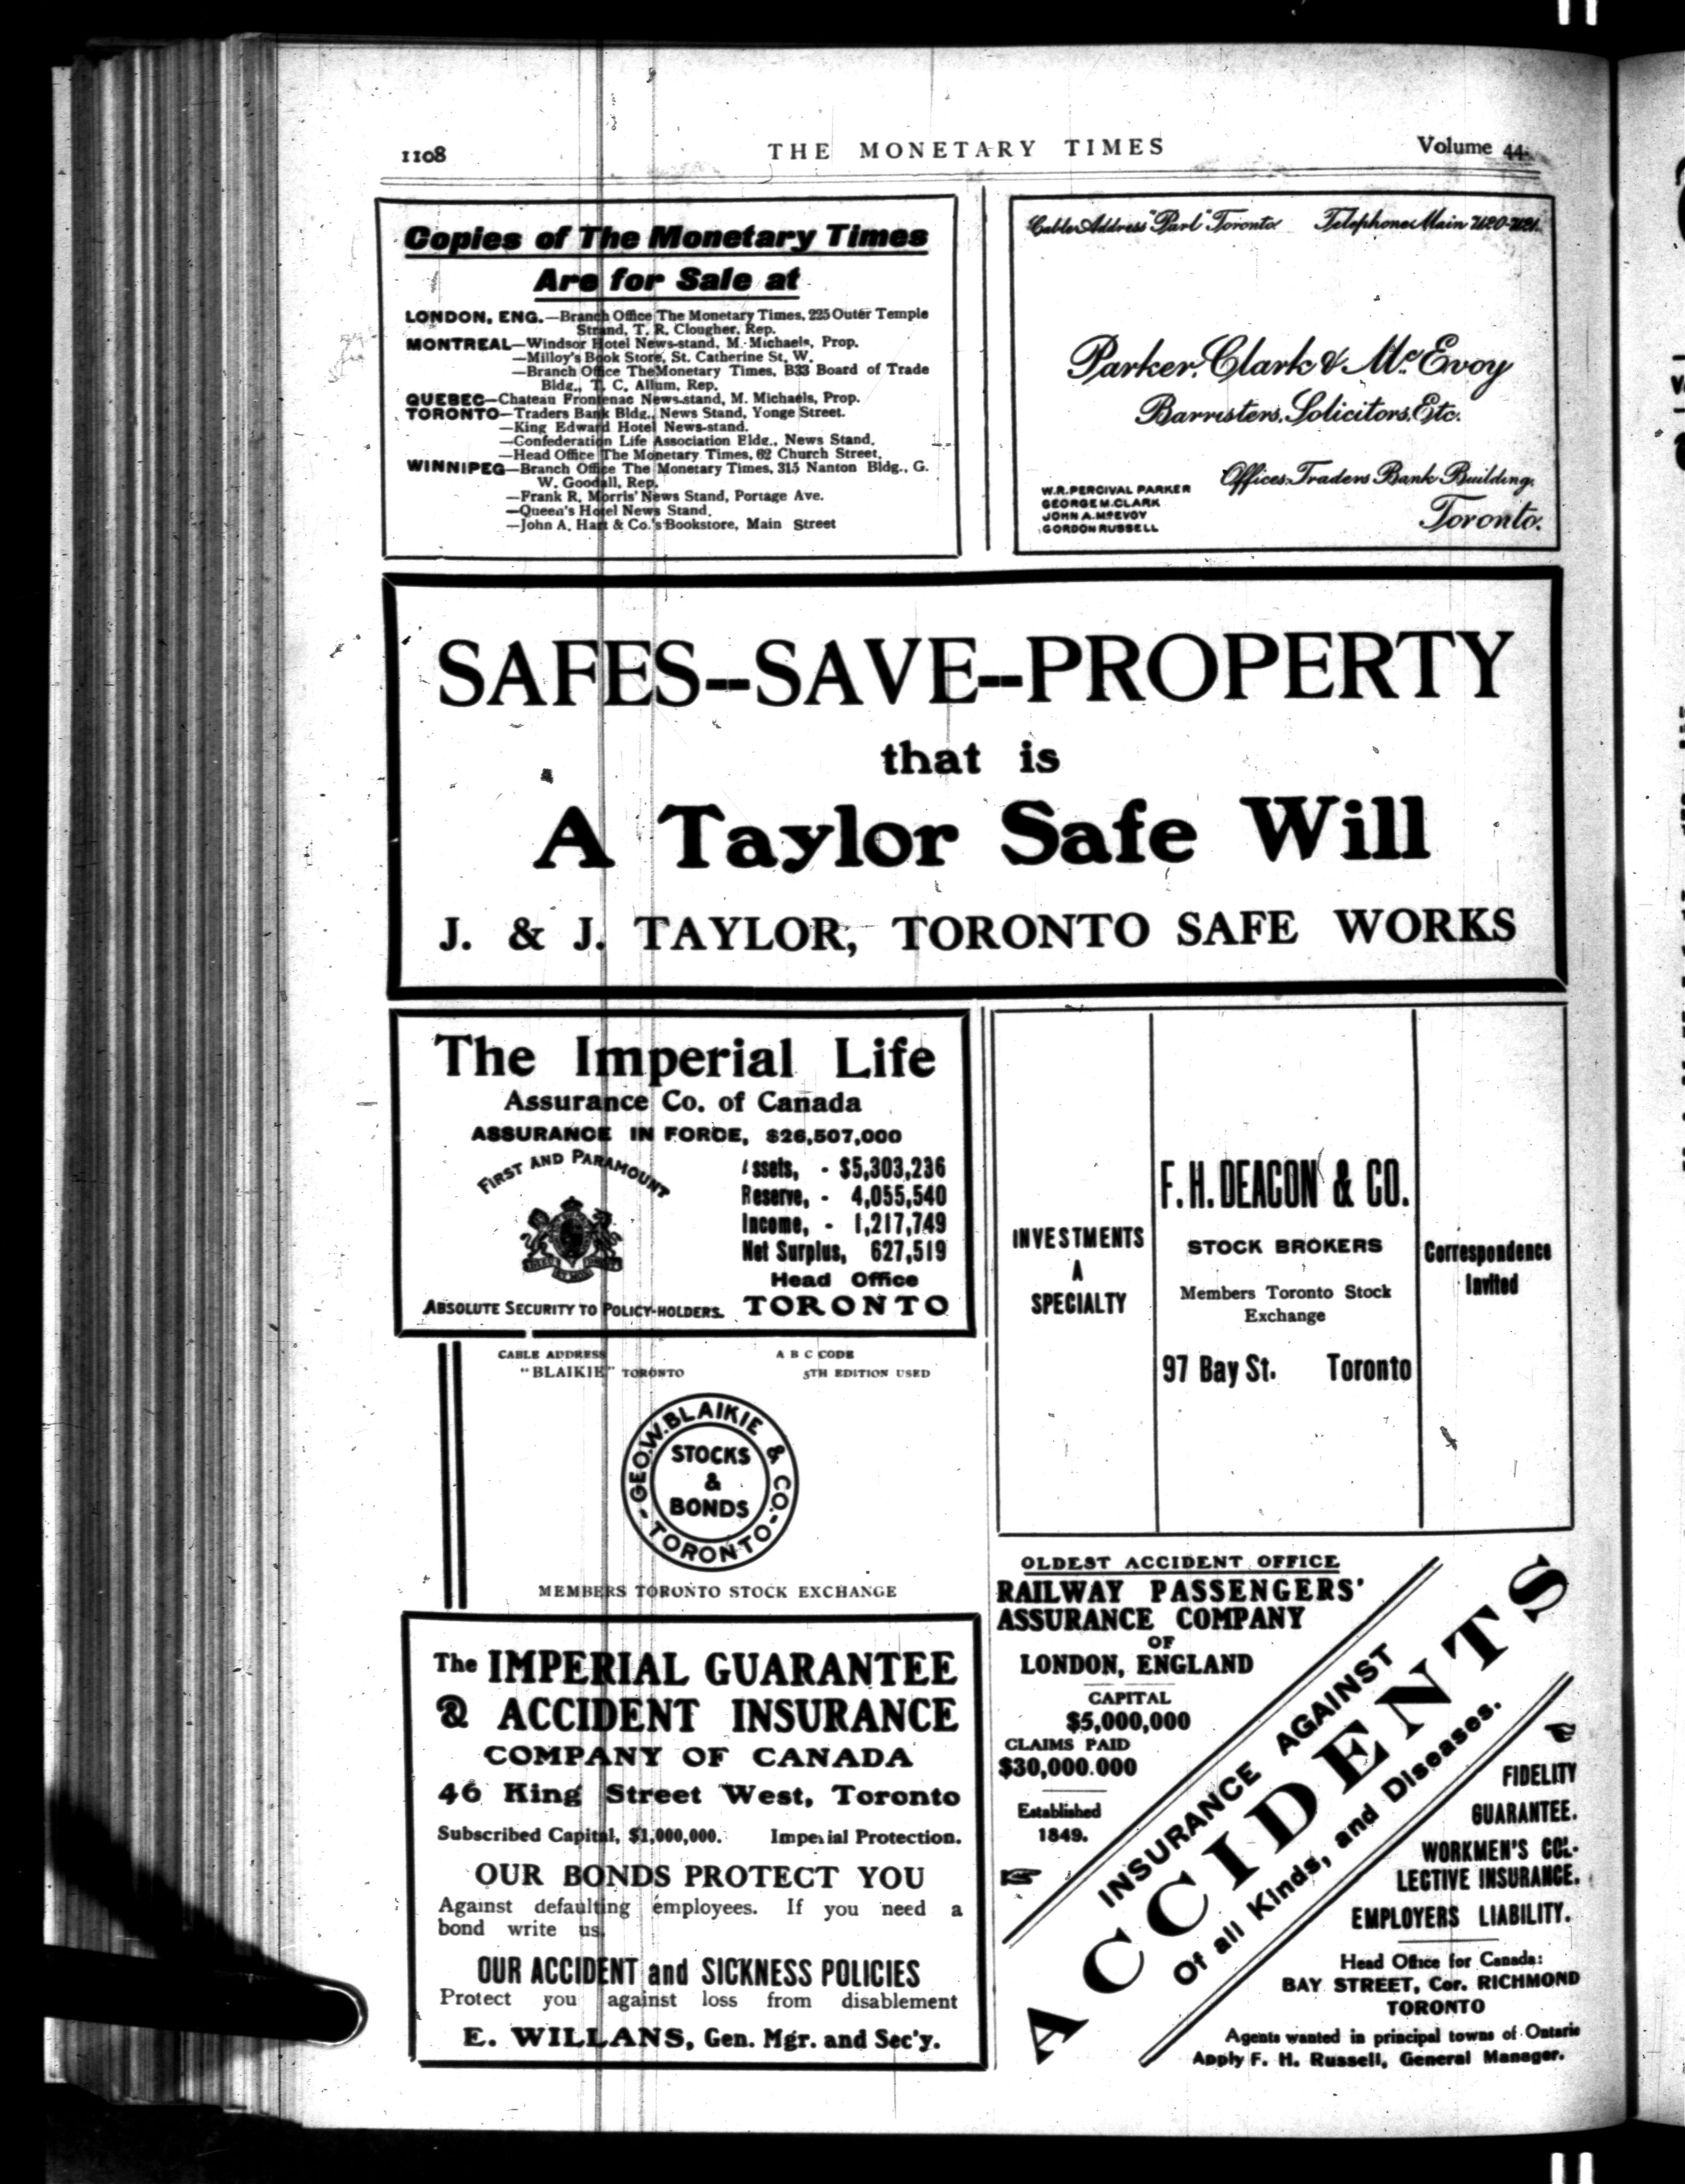 1108
THE MONETARY TIMES
Volume 44.
Copies of The Monetary Times
Are for Sale at
LONDON, ENG.—Branch Office The Monetary Times, 225 Outer Temple
Strand, T. R. Clougher, Rep.
MONTREAL—Windsor Hotel News-stand, M. Michaels, Prop.
—Milloy's Book Store, St. Catherine St. W.
—Branch Office The Monetary Times, B33 Board of Trade
Bldg., T. C. Allum, Rep.
QUEBEC—Chateau Frontenac News-stand, M. Michaels, Prop.
TORONTO—Traders Bank Bldg., News Stand, Yonge Street.
—King Edward Hotel News-stand.
—Confederation Life Association Bldg., News Stand,
—Head Office The Monetary Times, 62 Church Street,
WINNIPEG—Branch Office The Monetary Times, 315 Nanton Bldg., G.
W. Goodall, Rep.
—Frank R. Morris' News Stand, Portage Ave.
—Queen's Hotel News Stand,
—John A. Hart & Co.'s Bookstore, Main Street
Cable Address "Parl" Toronto Telephones Main
Parker, Clark & McEvoy
Barristers, Solicitors, Etc.
Offices, Traders Bank Building,
Toronto.
W.R. PERCIVAL PARKER
GEORGE M. CLARK
JOHN A. McEVOY
GORDON RUSSELL
SAFES--SAVE--PROPERTY
that is
A Taylor Safe Will
J. & J. TAYLOR, TORONTO SAFE WORKS
The Imperial Life
Assurance Co. of Canada
ASSURANCE IN FORCE, $26,507,000
FIRST AND PARAMOUNT
ssets, - $5,303,236
Reserve, - 4,055,540
Income, - 1,217,749
Net Surplus, 627,519
Head Office
ABSOLUTE SECURITY TO POLICY-HOLDERS. TORONTO
INVESTMENTS
A
SPECIALTY
F. H. DEACON & CO.
STOCK BROKERS
Members Toronto Stock
Exchange
97 Bay St. Toronto
Correspondence
Invited
CABLE ADDRESS
"BLAIKIE" TORONTO
A B C CODE
5TH EDITION USED
GEO. W. BLAIKIE & CO.
STOCKS
&
BONDS
-TORONTO-
MEMBERS TORONTO STOCK EXCHANGE
The IMPERIAL GUARANTEE
& ACCIDENT INSURANCE
COMPANY OF CANADA
46 King Street West, Toronto
Subscribed Capital, $1,000,000. Imperial Protection.
OUR BONDS PROTECT YOU
Against defaulting employees. If you need a
bond write us.
OUR ACCIDENT and SICKNESS POLICIES
Protect you against loss from disablement
E. WILLANS, Gen. Mgr. and Sec'y.
OLDEST ACCIDENT OFFICE
RAILWAY PASSENGERS'
ASSURANCE COMPANY
OF
LONDON, ENGLAND
CAPITAL
$5,000,000
CLAIMS PAID
$30,000.000
Established
1849.
INSURANCE AGAINST
ACCIDENTS
Of all Kinds, and Diseases.
FIDELITY
GUARANTEE.
WORKMEN'S COL-
LECTIVE INSURANCE.
EMPLOYERS LIABILITY.
Head Office for Canada:
BAY STREET, Cor. RICHMOND
TORONTO
Agents wanted in principal towns of Ontario
Apply F. H. Russell, General Manager.